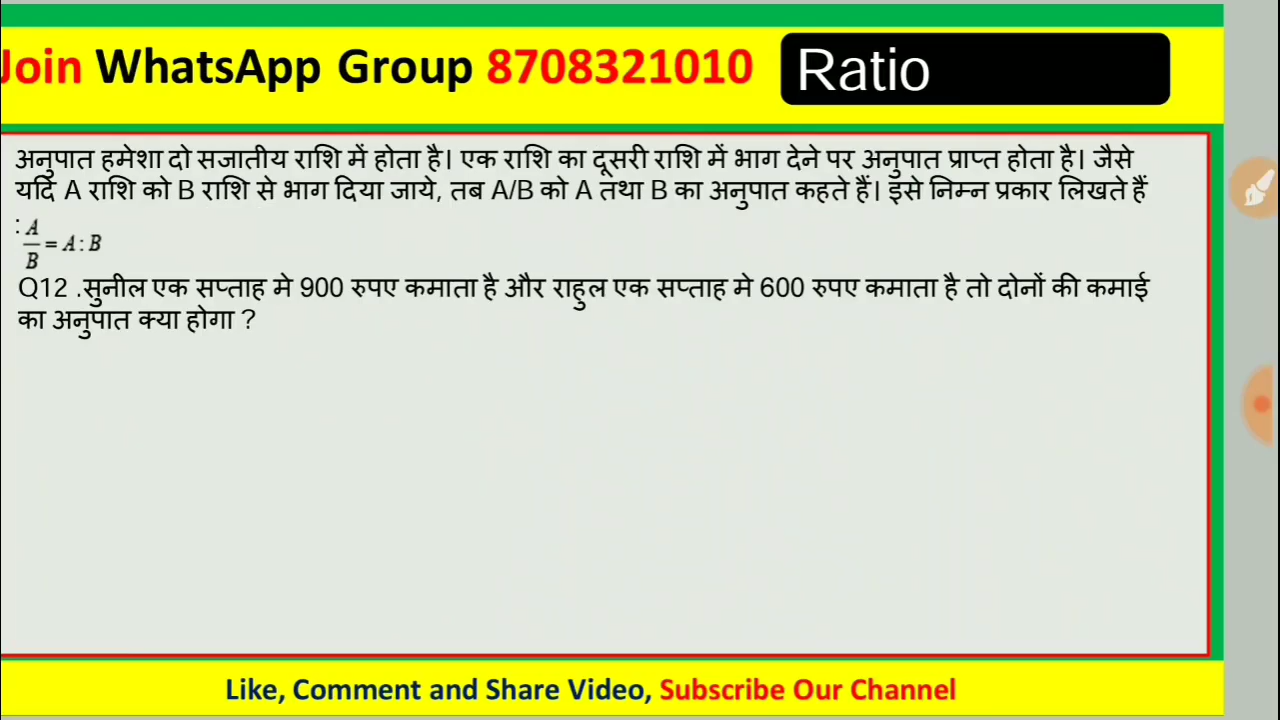 Join WhatsApp Group 8708321010
Ratio
अनुपात हमेशा दो सजातीय राशि में होता है। एक राशि का दूसरी राशि में भाग देने पर अनुपात प्राप्त होता है। जैसे
यदि A राशि को B राशि से भाग दिया जाये, तब A/B को A तथा B का अनुपात कहते हैं। इसे निम्न प्रकार लिखते हैं
: A/B = A : B
Q12 .सुनील एक सप्ताह मे 900 रुपए कमाता है और राहुल एक सप्ताह मे 600 रुपए कमाता है तो दोनों की कमाई
का अनुपात क्या होगा ?
Like, Comment and Share Video, Subscribe Our Channel